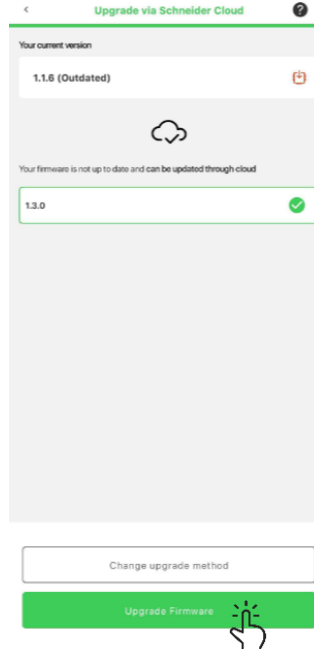 Upgrade via Schneider Cloud ?
Your current version
1.1.6 (Outdated)
Your firmware is not up to date and can be updated through cloud
1.3.0
Change upgrade method
Upgrade Firmware